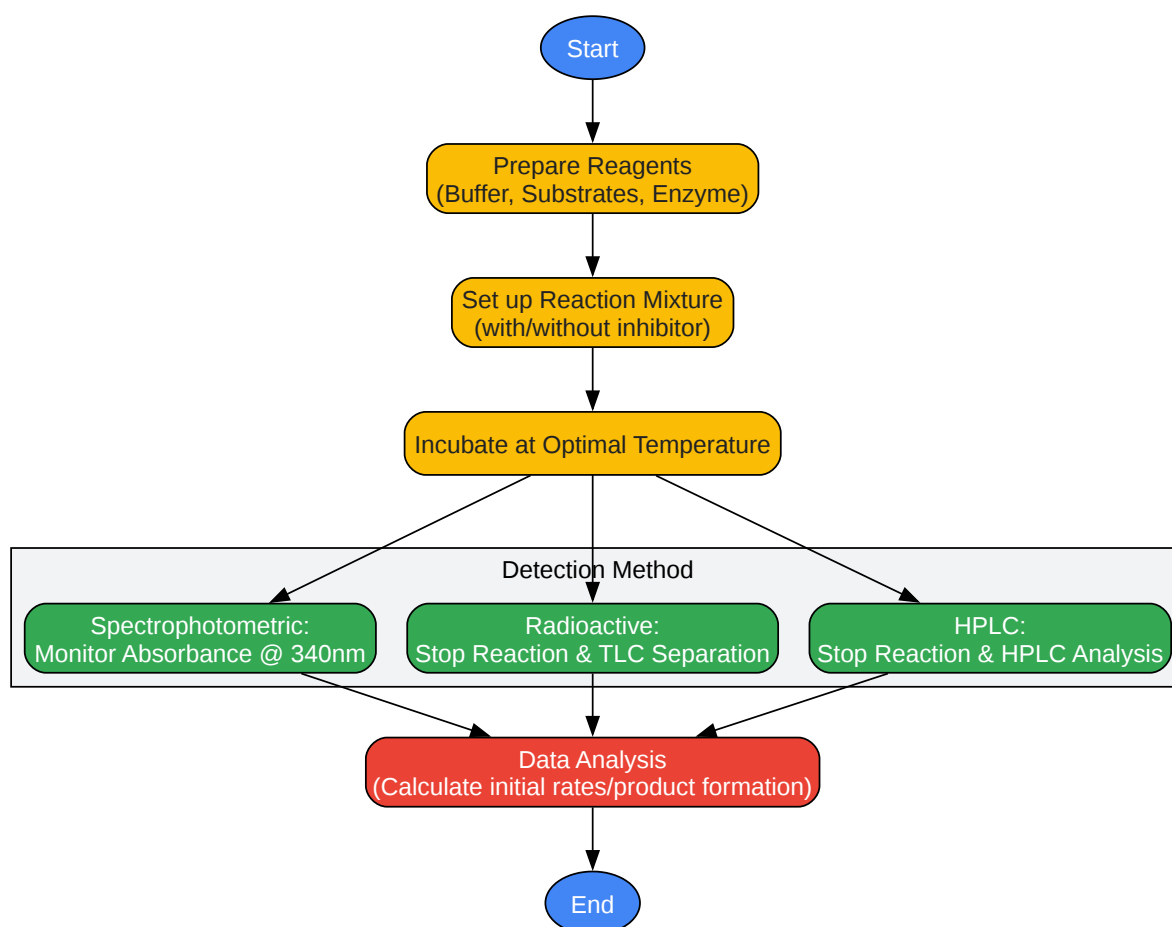 Start
Prepare Reagents
(Buffer, Substrates, Enzyme)
Set up Reaction Mixture
(with/without inhibitor)
Incubate at Optimal Temperature
Detection Method
Spectrophotometric:
Monitor Absorbance @ 340nm
Radioactive:
Stop Reaction & TLC Separation
HPLC:
Stop Reaction & HPLC Analysis
Data Analysis
(Calculate initial rates/product formation)
End